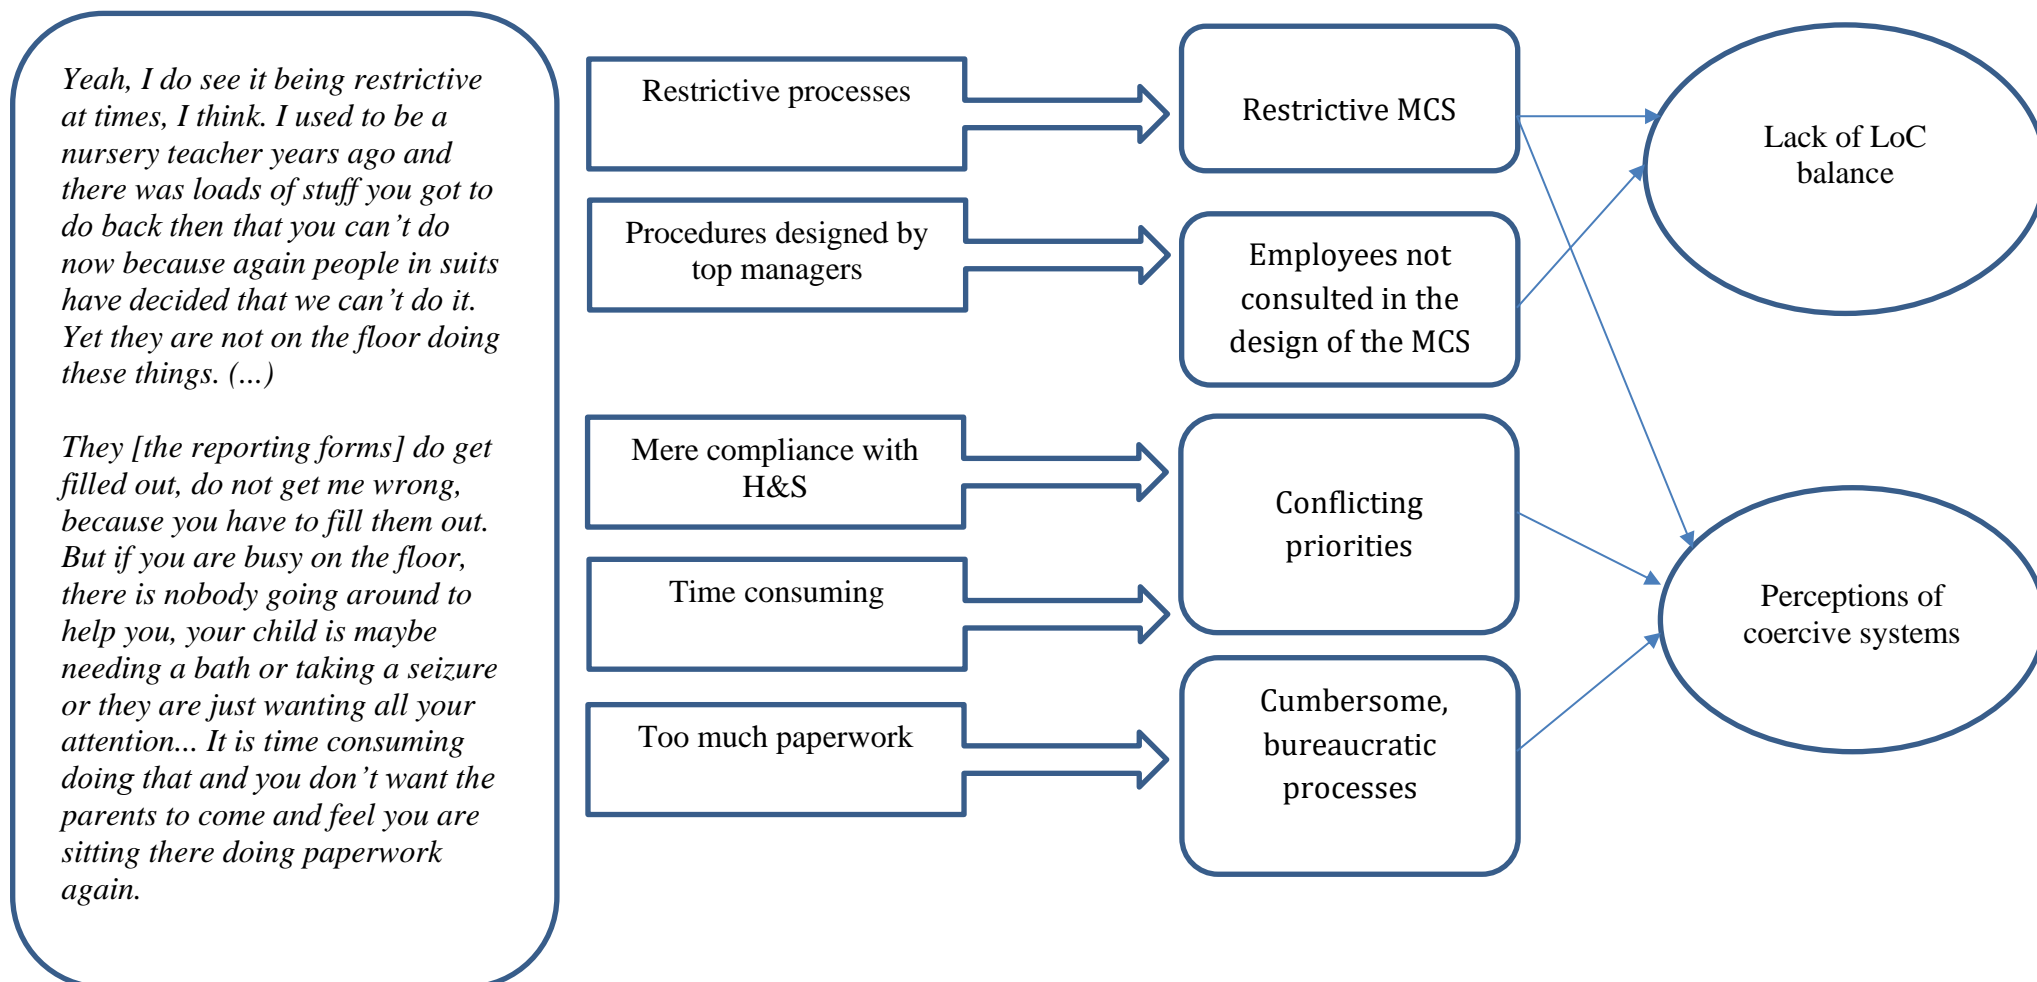 Yeah, I do see it being restrictive
at times, I think. I used to be a
nursery teacher years ago and
there was loads of stuff you got to
do back then that you can’t do
now because again people in suits
have decided that we can’t do it.
Yet they are not on the floor doing
these things. (...)
They [the reporting forms] do get
filled out, do not get me wrong,
because you have to fill them out.
But if you are busy on the floor,
there is nobody going around to
help you, your child is maybe
needing a bath or taking a seizure
or they are just wanting all your
attention... It is time consuming
doing that and you don’t want the
parents to come and feel you are
sitting there doing paperwork
again.
Restrictive processes
Procedures designed by
top managers
Mere compliance with
H&S
Time consuming
Too much paperwork
Restrictive MCS
Employees not
consulted in the
design of the MCS
Conflicting
priorities
Cumbersome,
bureaucratic
processes
Lack of LoC
balance
Perceptions of
coercive systems